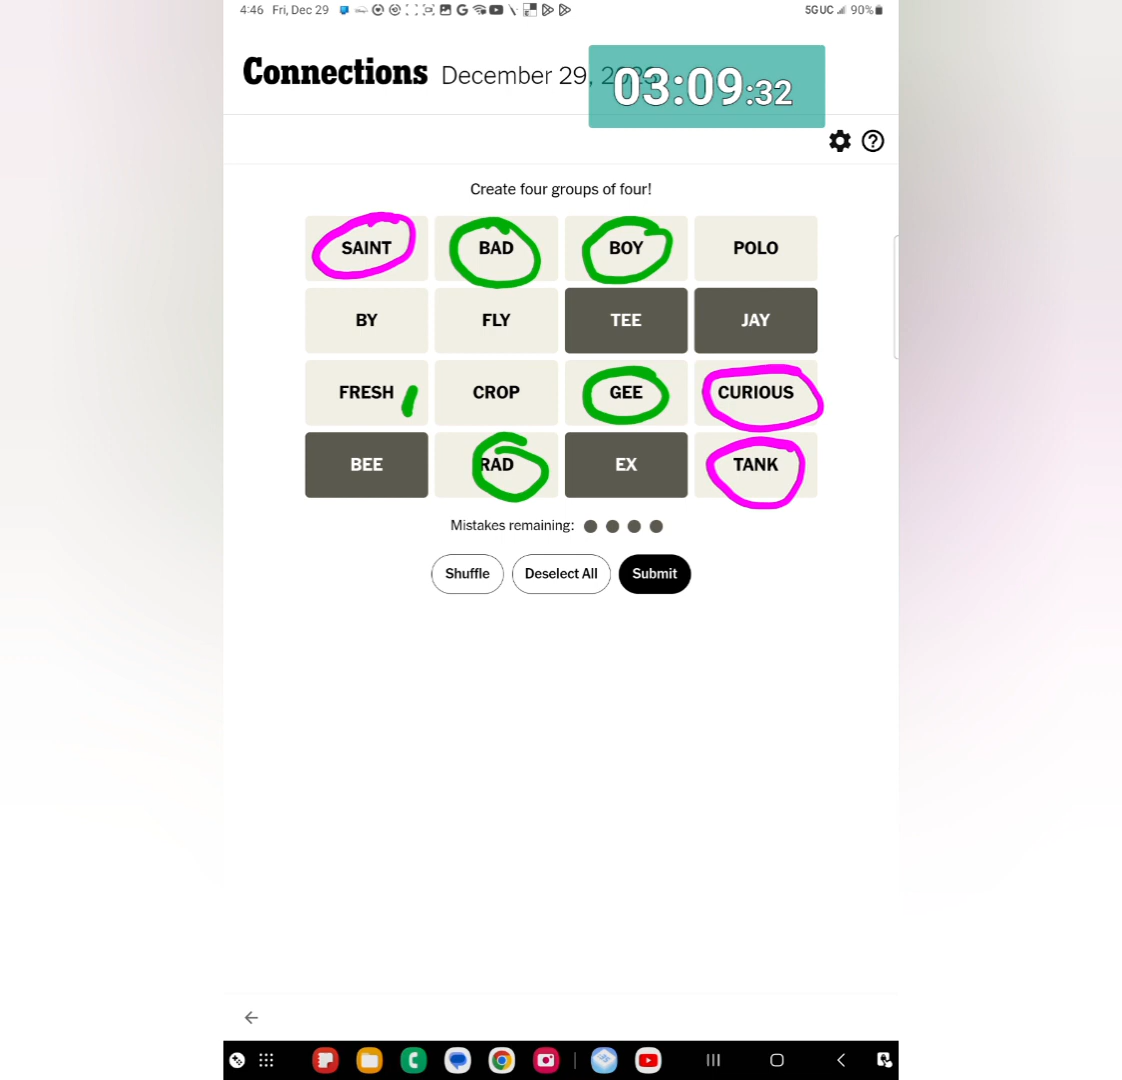 4:46 Fri, Dec 29 5G UC 90%
Connections December 29, 
03:09:32
Create four groups of four!
SAINT BAD BOY POLO
BY FLY TEE JAY
FRESH CROP GEE CURIOUS
BEE RAD EX TANK
Mistakes remaining:
Shuffle Deselect All Submit